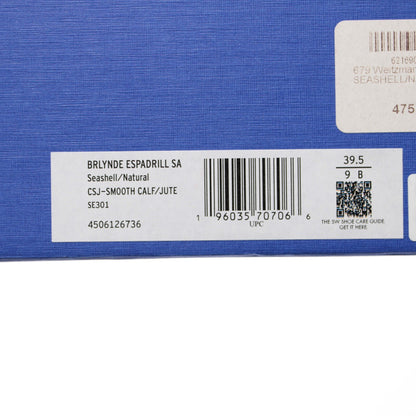 679 Weitzman
SEASHELL/NA
475
BRLYNDE ESPADRILL SA
Seashell/Natural
CSJ-SMOOTH CALF/JUTE
SE301
4506126736
1 96035 70706 6
UPC
39.5
9 B
THE SW SHOE CARE GUIDE.
GET IT HERE.